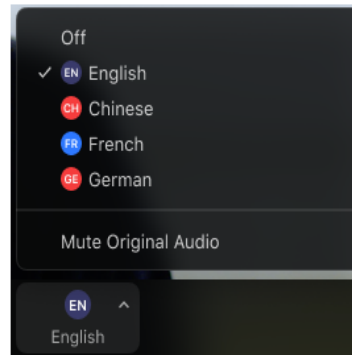 Off
EN English
CH Chinese
FR French
GE German
Mute Original Audio
EN
English